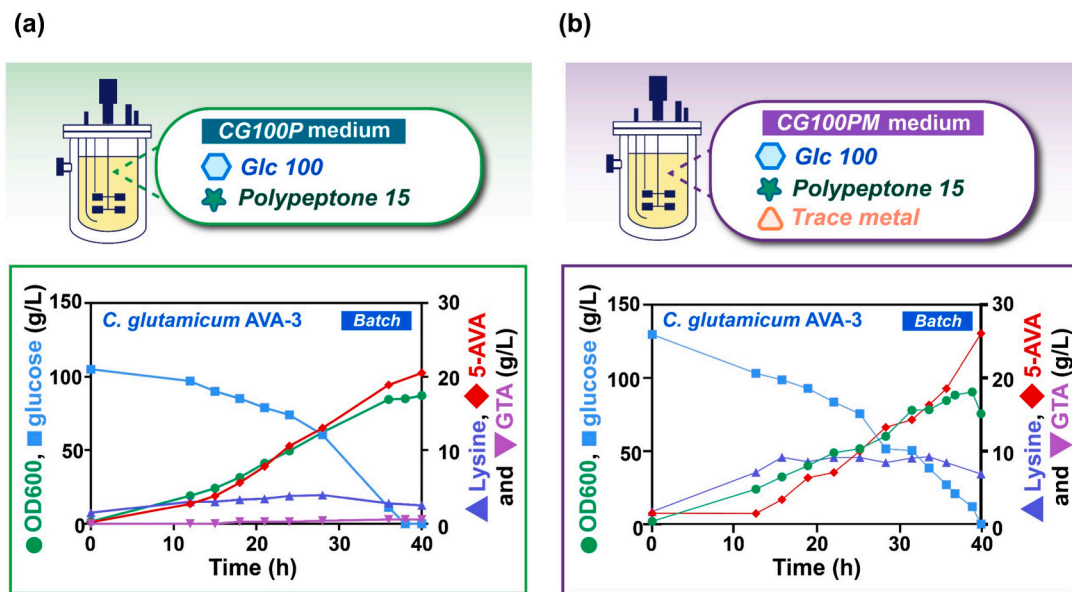 (a)
CG100P medium
Glc 100
Polypeptone 15
OD600, glucose (g/L)
150
100
50
0
C. glutamicum AVA-3
Batch
30
20
10
0
0
10
20
30
40
Time (h)
Lysine, 5-AVA
and GTA (g/L)
(b)
CG100PM medium
Glc 100
Polypeptone 15
Trace metal
OD600, glucose (g/L)
150
100
50
0
C. glutamicum AVA-3
Batch
30
20
10
0
0
10
20
30
40
Time (h)
Lysine, 5-AVA
and GTA (g/L)